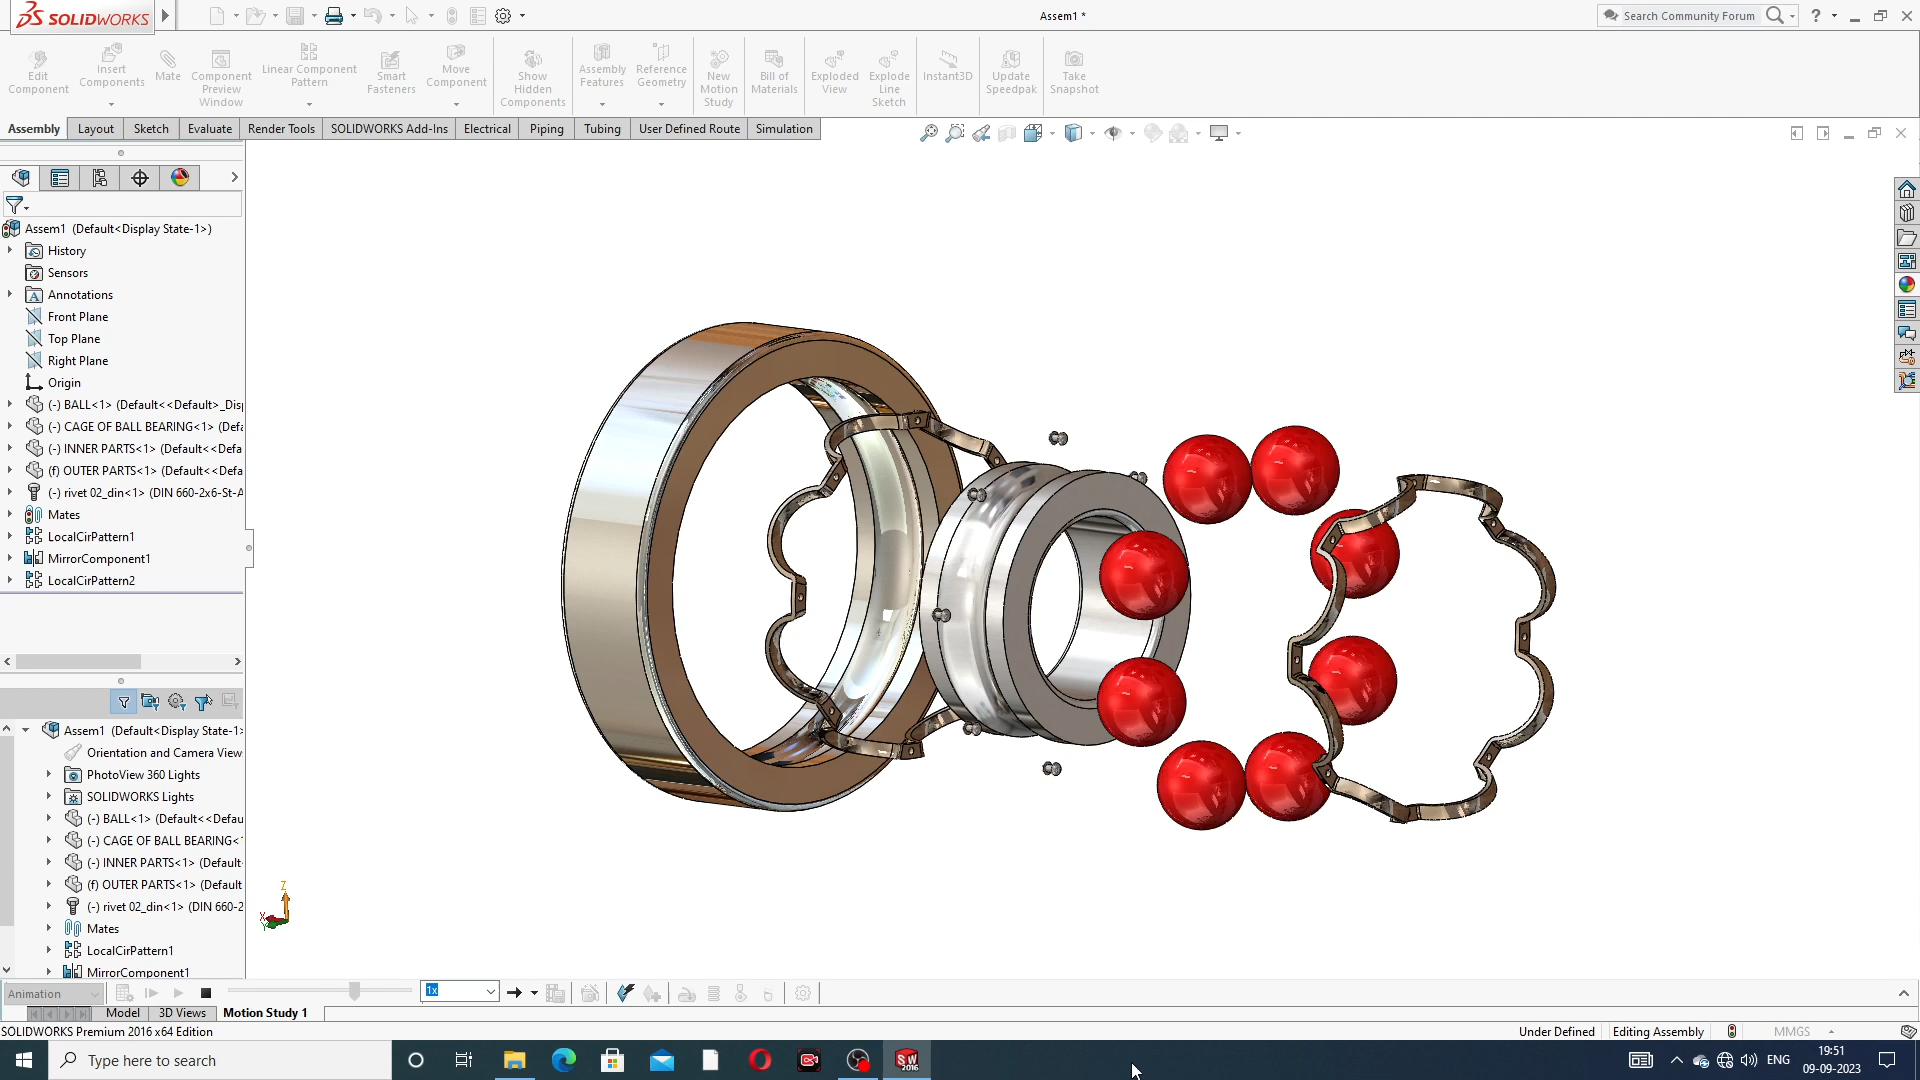 SOLIDWORKS
Assem1 *
Search Community Forum
?
Edit Component
Insert Components
Mate
Component Preview Window
Linear Component Pattern
Smart Fasteners
Move Component
Show Hidden Components
Assembly Features
Reference Geometry
New Motion Study
Bill of Materials
Exploded View
Explode Line Sketch
Instant3D
Update Speedpak
Take Snapshot
Assembly
Layout
Sketch
Evaluate
Render Tools
SOLIDWORKS Add-Ins
Electrical
Piping
Tubing
User Defined Route
Simulation
Assem1 (Default<Display State-1>)
History
Sensors
Annotations
Front Plane
Top Plane
Right Plane
Origin
(-) BALL<1> (Default<<Default>_Dis
(-) CAGE OF BALL BEARING<1> (Defa
(-) INNER PARTS<1> (Default<<Defa
(f) OUTER PARTS<1> (Default<<Defa
(-) rivet 02_din<1> (DIN 660-2x6-St-A
Mates
LocalCirPattern1
MirrorComponent1
LocalCirPattern2
Assem1 (Default<Display State-1>
Orientation and Camera View
PhotoView 360 Lights
SOLIDWORKS Lights
(-) BALL<1> (Default<<Defau
(-) CAGE OF BALL BEARING<
(-) INNER PARTS<1> (Default
(f) OUTER PARTS<1> (Default
(-) rivet 02_din<1> (DIN 660-2
Mates
LocalCirPattern1
MirrorComponent1
Z
X
Y
Animation
1x
Model
3D Views
Motion Study 1
SOLIDWORKS Premium 2016 x64 Edition
Under Defined
Editing Assembly
MMGS
Type here to search
SW 2016
ENG
19:51
09-09-2023